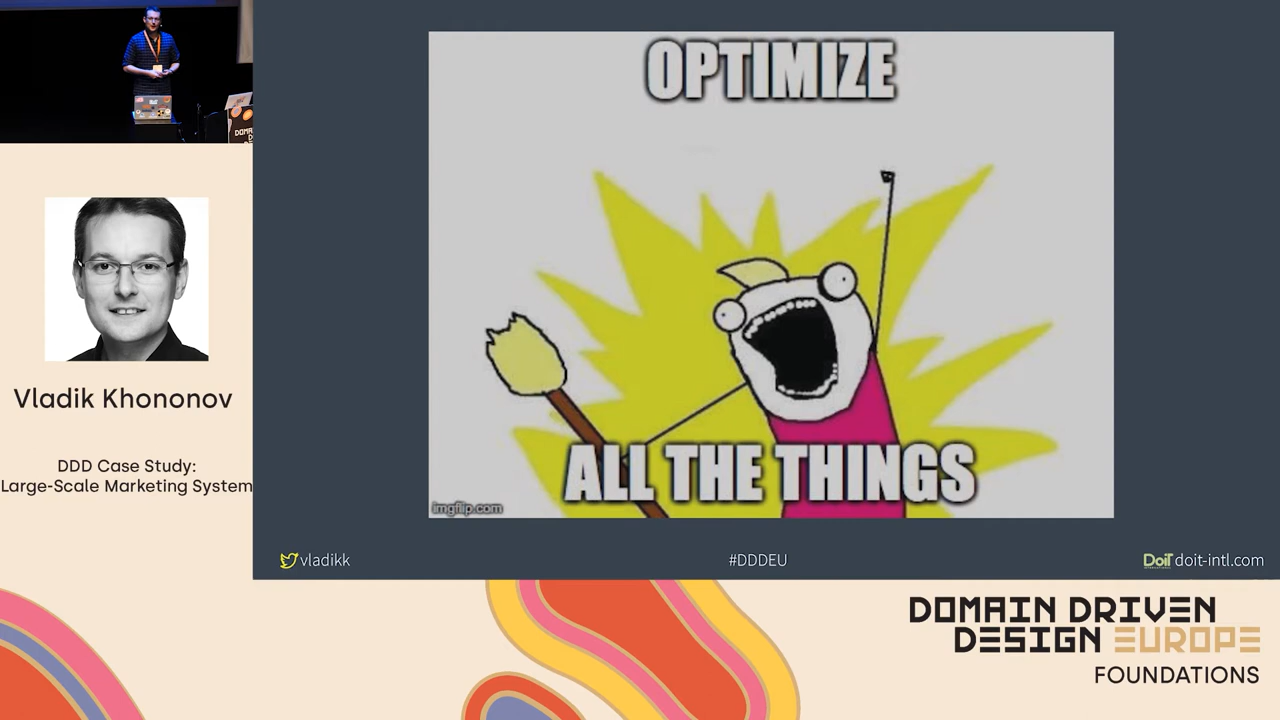 OPTIMIZE
ALL THE THINGS
imgflip.com
Vladik Khononov
DDD Case Study:
Large-Scale Marketing System
vladikk
#DDDEU
DoiT doit-intl.com
DOMAIN DRIVEN
DESIGN EUROPE
FOUNDATIONS